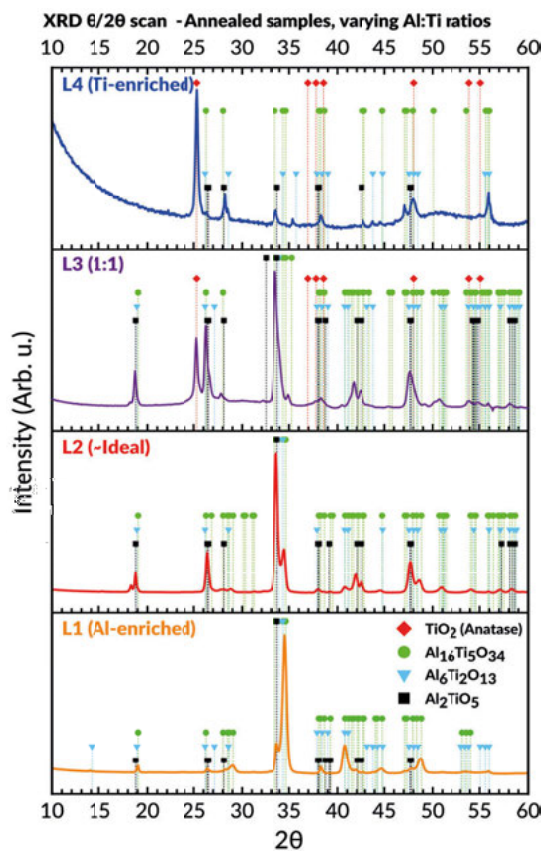 XRD θ/2θ scan - Annealed samples, varying Al:Ti ratios
10 15 20 25 30 35 40 45 50 55 60
L4 (Ti-enriched)
L3 (1:1)
L2 (~Ideal)
L1 (Al-enriched)
TiO₂ (Anatase)
Al₁₆Ti₅O₃₄
Al₆Ti₂O₁₃
Al₂TiO₅
Intensity (Arb. u.)
10 15 20 25 30 35 40 45 50 55 60
2θ